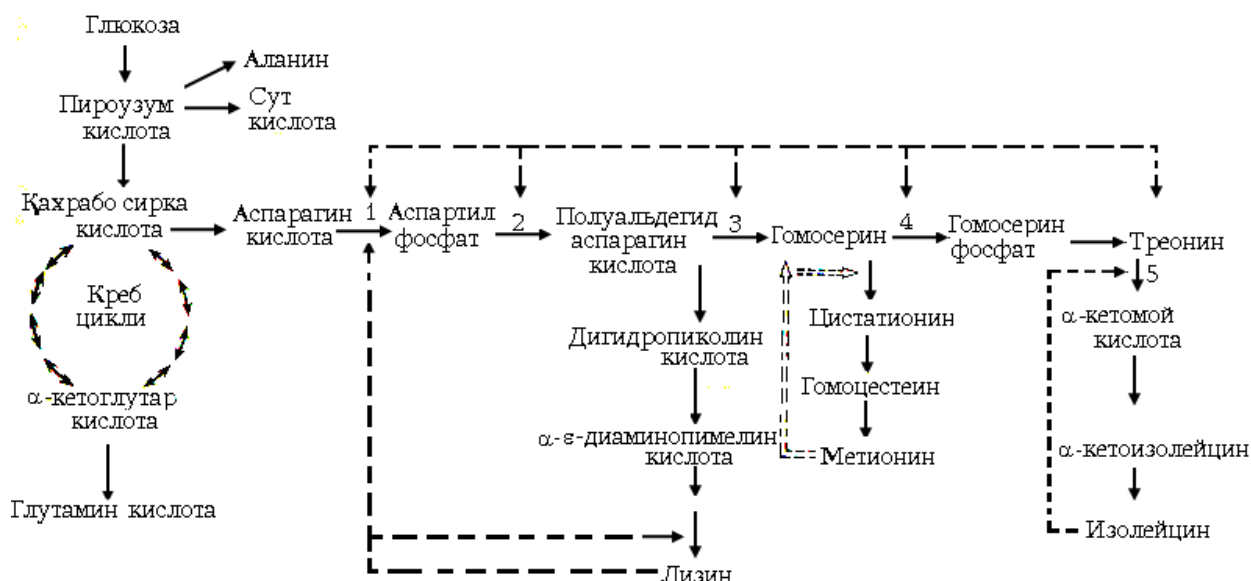 Глюкоза
Аланин
Пироузум
кислота
Сут
кислота
Қахрабо сирка
кислота
Аспарагин
кислота
1
Аспартил
фосфат
2
Полуальдегид
аспарагин
кислота
3
Гомосерин
4
Гомосерин
фосфат
Треонин
5
Креб
цикли
α-кетоглутар
кислота
Глутамин кислота
Дигидропиколин
кислота
α-ε-диаминопимелин
кислота
Лизин
Цистатионин
Гомоцестеин
Метионин
α-кетомой
кислота
α-кетоизолейцин
Изолейцин